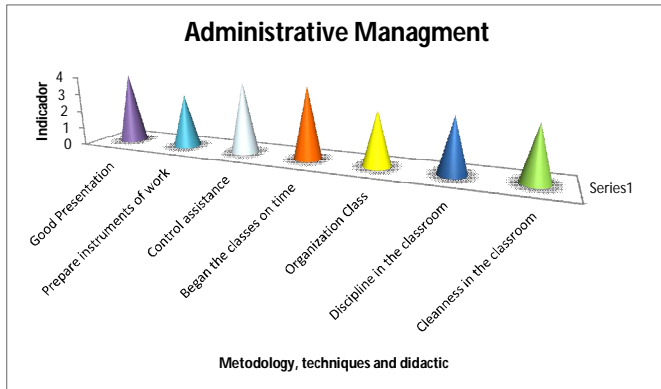 Administrative Managment
Indicador
4
3
2
1
0
Good Presentation
Prepare instruments of work
Control assistance
Began the classes on time
Organization Class
Discipline in the classroom
Cleanness in the classroom
Series1
Metodology, techniques and didactic